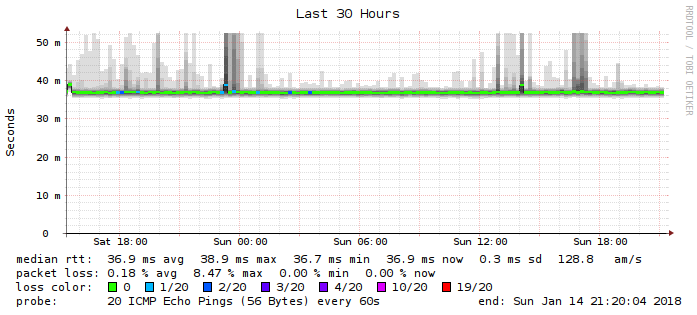 Last 30 Hours
RRDTOOL / TOBI OETIKER
Seconds
50 m
40 m
30 m
20 m
10 m
0
Sat 18:00 Sun 00:00 Sun 06:00 Sun 12:00 Sun 18:00
median rtt: 36.9 ms avg 38.9 ms max 36.7 ms min 36.9 ms now 0.3 ms sd 128.8 am/s
packet loss: 0.18 % avg 8.47 % max 0.00 % min 0.00 % now
loss color: 0 1/20 2/20 3/20 4/20 10/20 19/20
probe: 20 ICMP Echo Pings (56 Bytes) every 60s end: Sun Jan 14 21:20:04 2018